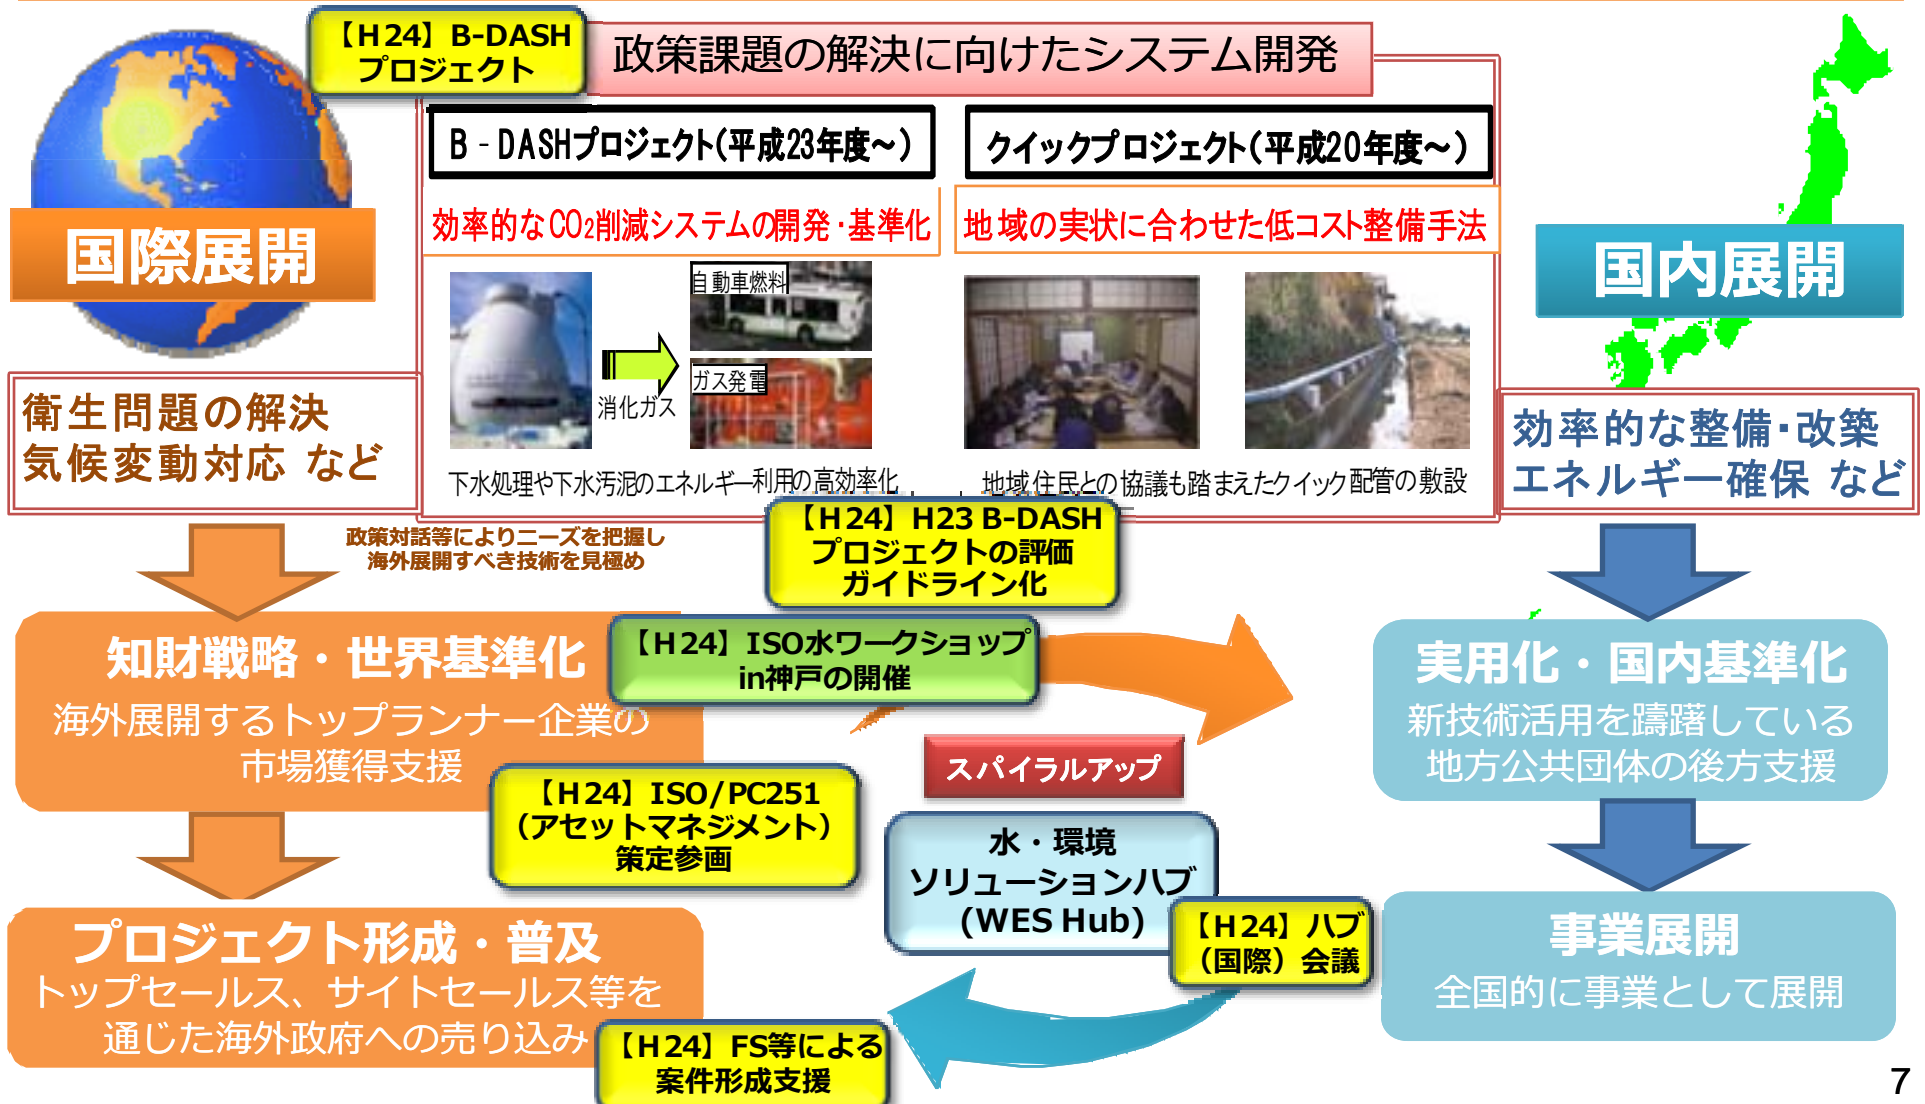 【H24】B-DASH
プロジェクト
政策課題の解決に向けたシステム開発
B‐DASHプロジェクト(平成23年度～)
クイックプロジェクト(平成20年度～)
効率的なCO2削減システムの開発・基準化
地域の実状に合わせた低コスト整備手法
国際展開
国内展開
自動車燃料
ガス発電
消化ガス
衛生問題の解決
気候変動対応 など
効率的な整備・改築
エネルギー確保 など
下水処理や下水汚泥のエネルギー利用の高効率化
地域住民との協議も踏まえたクイック配管の敷設
【H24】H23 B-DASH
プロジェクトの評価
ガイドライン化
政策対話等によりニーズを把握し
海外展開すべき技術を見極め
知財戦略・世界基準化
海外展開するトップランナー企業の
市場獲得支援
【H24】ISO水ワークショップ
in神戸の開催
実用化・国内基準化
新技術活用を躊躇している
地方公共団体の後方支援
スパイラルアップ
【H24】ISO/PC251
（アセットマネジメント）
策定参画
水・環境
ソリューションハブ
(WES Hub)
【H24】ハブ
（国際）会議
プロジェクト形成・普及
トップセールス、サイトセールス等を
通じた海外政府への売り込み
事業展開
全国的に事業として展開
【H24】FS等による
案件形成支援
7